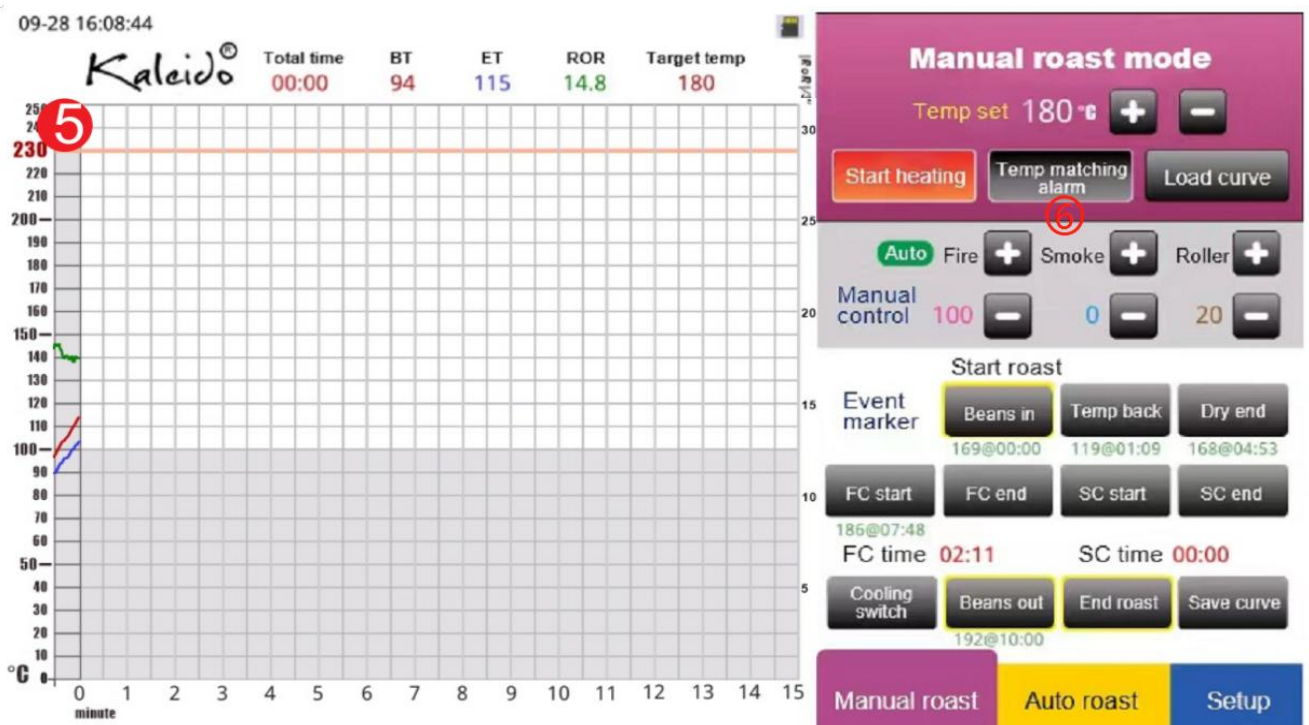 09-28 16:08:44
Kaleido®
Total time BT ET ROR Target temp
00:00 94 115 14.8 180
5
250
24
230
220
210
200
190
180
170
160
150
140
130
120
110
100
90
80
70
60
50
40
30
20
10
°C 0
0 1 2 3 4 5 6 7 8 9 10 11 12 13 14 15
minute
30
25
20
15
10
5
Manual roast mode
Temp set 180 °C + −
Start heating
Temp matching
alarm
Load curve
⑥
Auto Fire + Smoke + Roller +
Manual
control 100 − 0 − 20 −
Start roast
Event
marker
Beans in Temp back Dry end
169@00:00 119@01:09 168@04:53
FC start FC end SC start SC end
186@07:48
FC time 02:11 SC time 00:00
Cooling
switch
Beans out End roast Save curve
192@10:00
Manual roast Auto roast Setup